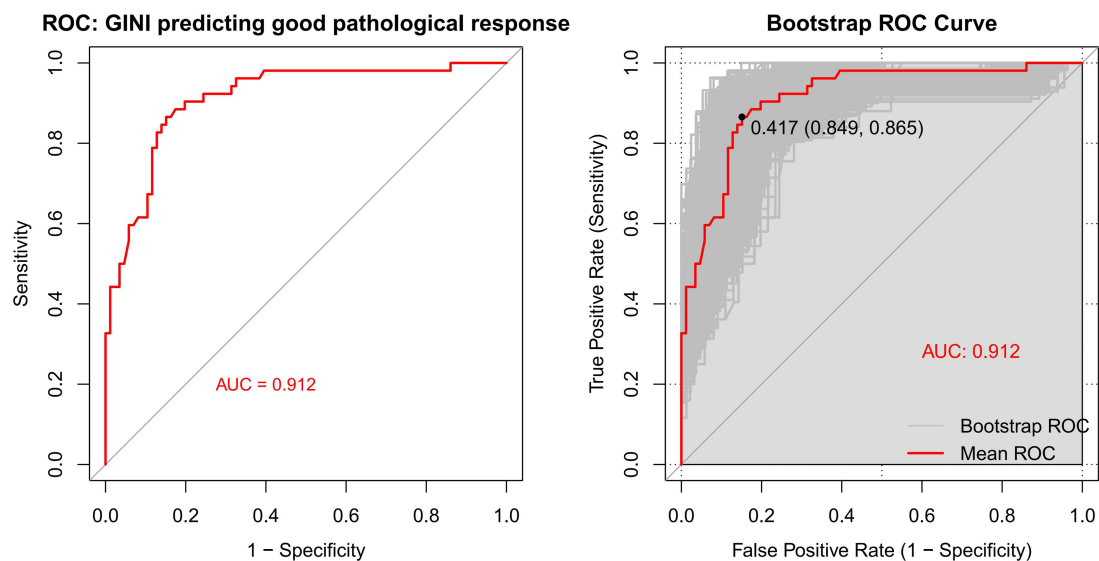 ROC: GINI predicting good pathological response
1.0
0.8
0.6
0.4
0.2
0.0
Sensitivity
AUC = 0.912
0.0 0.2 0.4 0.6 0.8 1.0
1 − Specificity
Bootstrap ROC Curve
1.0
0.8
0.6
0.4
0.2
0.0
True Positive Rate (Sensitivity)
0.417 (0.849, 0.865)
AUC: 0.912
Bootstrap ROC
Mean ROC
0.0 0.2 0.4 0.6 0.8 1.0
False Positive Rate (1 − Specificity)